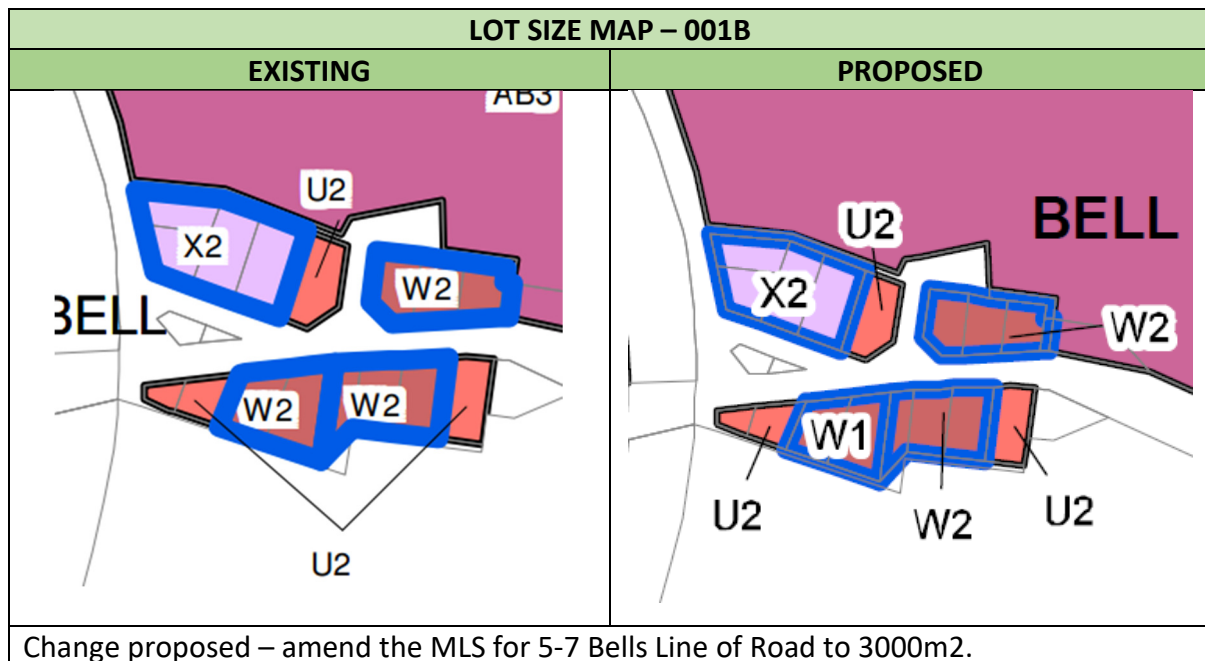 LOT SIZE MAP – 001B
EXISTING
PROPOSED
AB3
U2
X2
W2
BELL
W2
W2
U2
BELL
U2
X2
W2
W1
U2
W2
U2
Change proposed – amend the MLS for 5-7 Bells Line of Road to 3000m2.